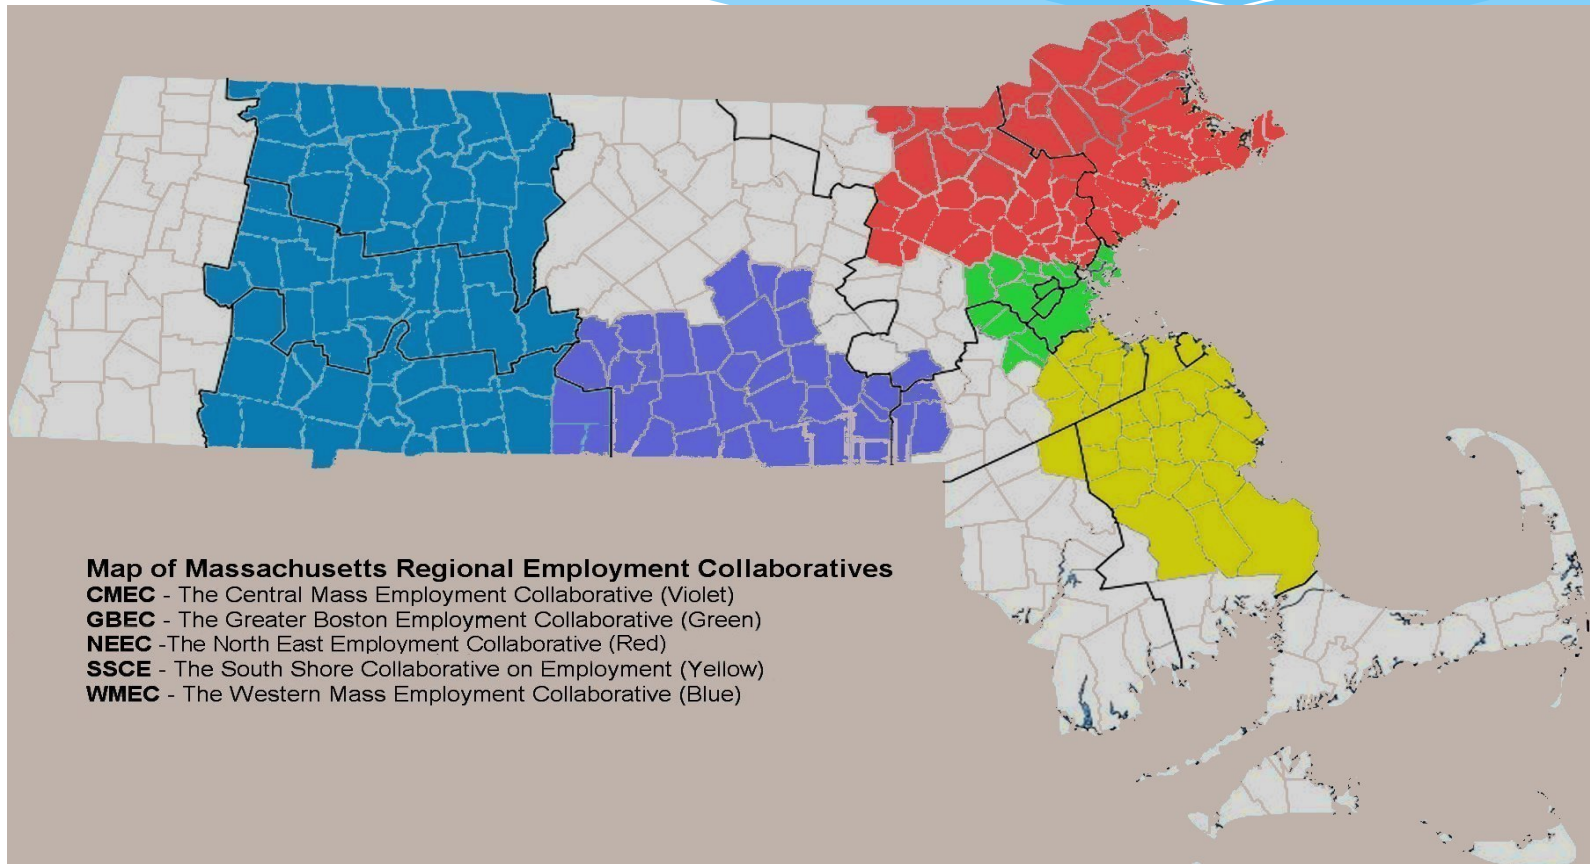 Map of Massachusetts Regional Employment Collaboratives
CMEC - The Central Mass Employment Collaborative (Violet)
GBEC - The Greater Boston Employment Collaborative (Green)
NEEC -The North East Employment Collaborative (Red)
SSCE - The South Shore Collaborative on Employment (Yellow)
WMEC - The Western Mass Employment Collaborative (Blue)